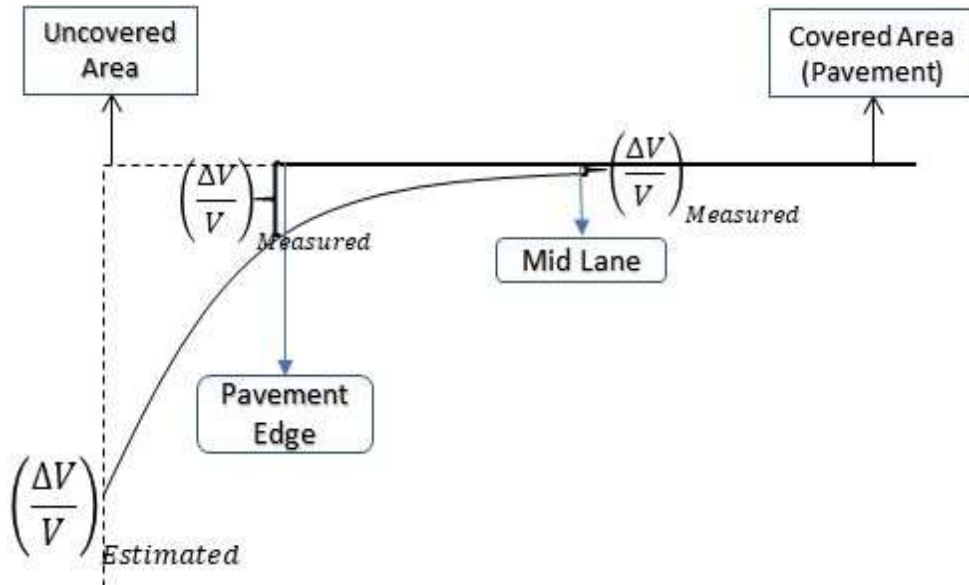 Uncovered
Area
Covered Area
(Pavement)
(ΔV/V)Measured
(ΔV/V)Measured
Mid Lane
Pavement
Edge
(ΔV/V)Estimated